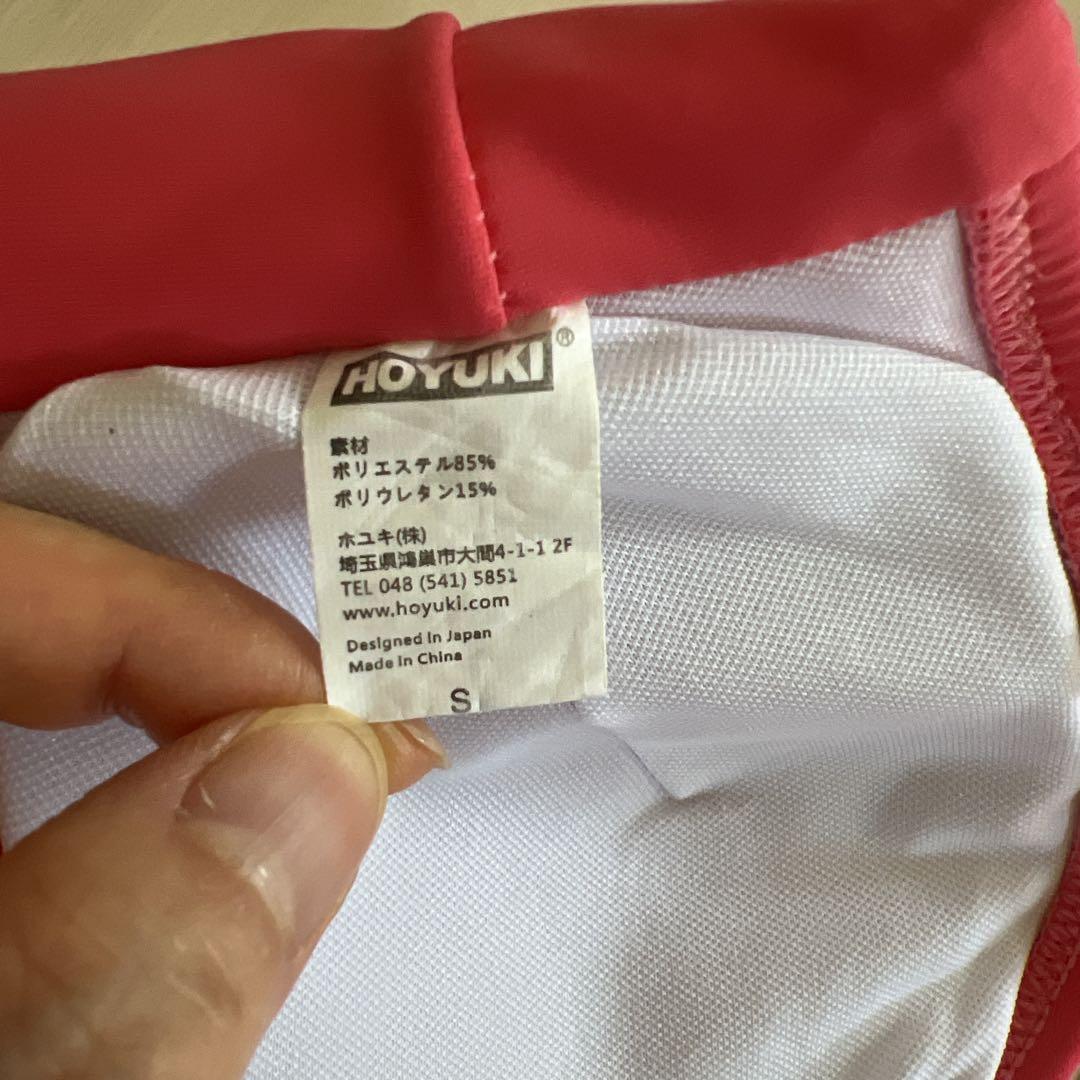 HOYUKI®
素材
ポリエステル85%
ポリウレタン15%
ホユキ(株)
埼玉県鴻巣市大間4-1-1 2F
TEL 048 (541) 5851
www.hoyuki.com
Designed in Japan
Made in China
S